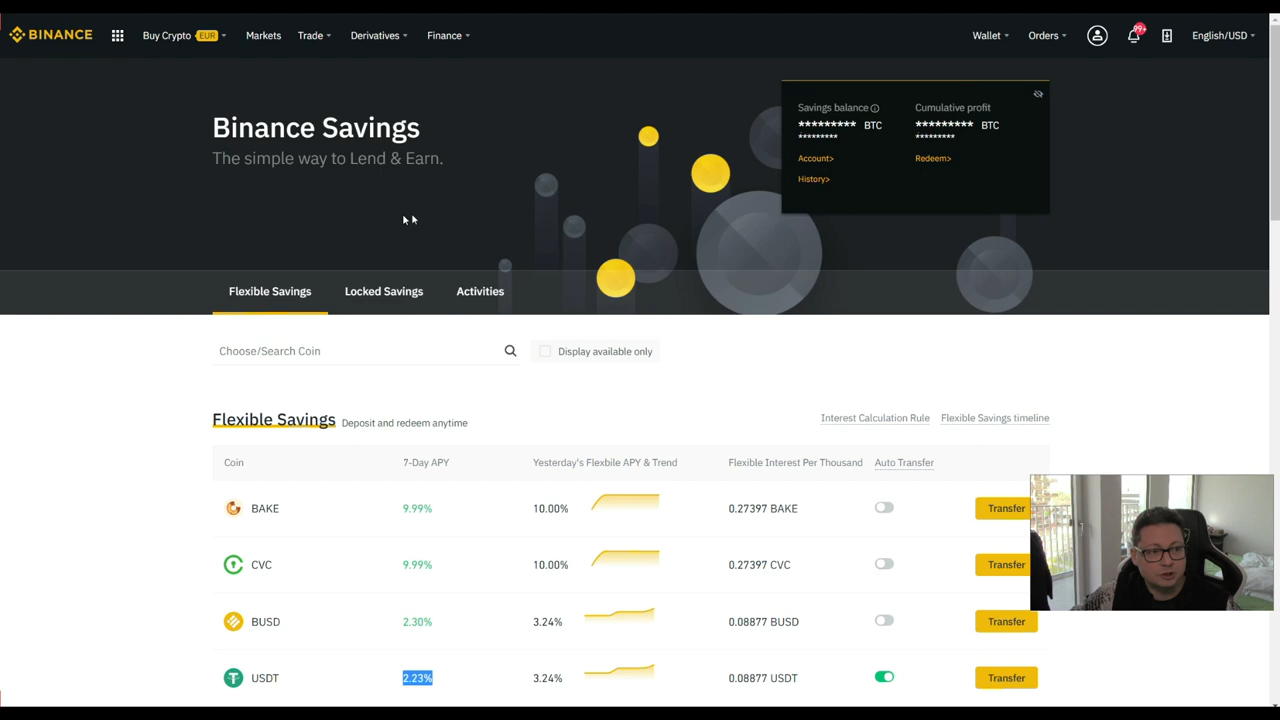 BINANCE Buy Crypto EUR Markets Trade Derivatives Finance Wallet Orders 99+ English/USD
Binance Savings
The simple way to Lend & Earn.
Savings balance Cumulative profit
********* BTC ********* BTC
********* *********
Account> Redeem>
History>
Flexible Savings Locked Savings Activities
Choose/Search Coin Display available only
Flexible Savings Deposit and redeem anytime Interest Calculation Rule Flexible Savings timeline
Coin 7-Day APY Yesterday's Flexbile APY & Trend Flexible Interest Per Thousand Auto Transfer
BAKE 9.99% 10.00% 0.27397 BAKE Transfer
CVC 9.99% 10.00% 0.27397 CVC Transfer
BUSD 2.30% 3.24% 0.08877 BUSD Transfer
USDT 2.23% 3.24% 0.08877 USDT Transfer